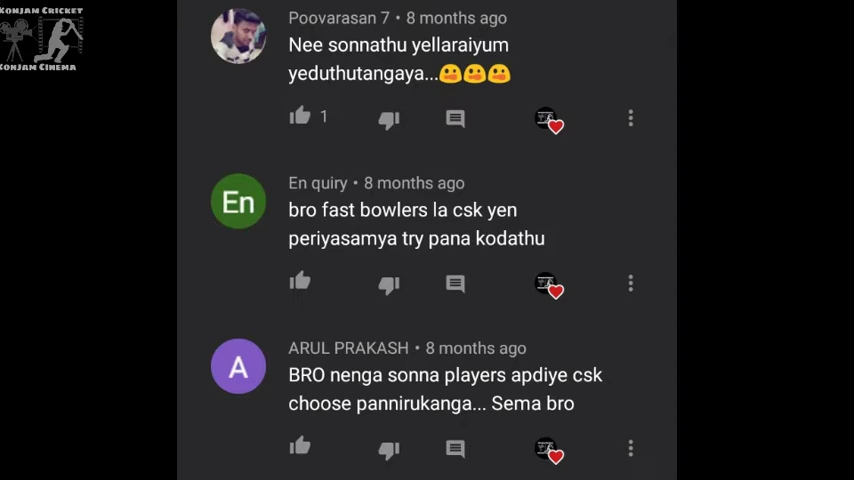 KONJAM CRICKET
KONJAM CINEMA
Poovarasan 7 • 8 months ago
Nee sonnathu yellaraiyum
yeduthutangaya...😮😮😮
1
En
En quiry • 8 months ago
bro fast bowlers la csk yen
periyasamya try pana kodathu
A
ARUL PRAKASH • 8 months ago
BRO nenga sonna players apdiye csk
choose pannirukanga... Sema bro